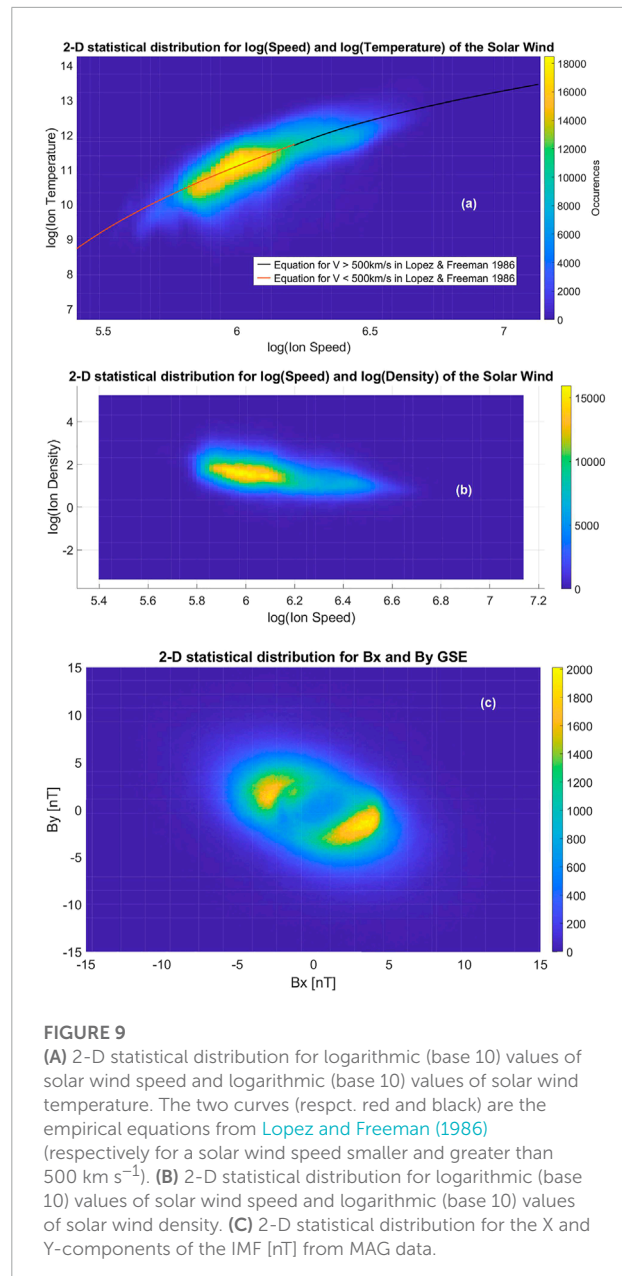 2-D statistical distribution for log(Speed) and log(Temperature) of the Solar Wind
14
13
12
11
10
9
8
7
log(Ion Temperature)
5.5
6
6.5
7
log(Ion Speed)
(a)
Equation for V > 500km/s in Lopez & Freeman 1986
Equation for V < 500km/s in Lopez & Freeman 1986
18000
16000
14000
12000
10000
8000
6000
4000
2000
0
Occurences
2-D statistical distribution for log(Speed) and log(Density) of the Solar Wind
4
2
0
-2
log(Ion Density)
(b)
5.4
5.6
5.8
6
6.2
6.4
6.6
6.8
7
7.2
log(Ion Speed)
15000
10000
5000
0
2-D statistical distribution for Bx and By GSE
15
10
5
0
-5
-10
-15
By [nT]
(c)
-15
-10
-5
0
5
10
15
Bx [nT]
2000
1800
1600
1400
1200
1000
800
600
400
200
0
FIGURE 9
(A) 2-D statistical distribution for logarithmic (base 10) values of
solar wind speed and logarithmic (base 10) values of solar wind
temperature. The two curves (respct. red and black) are the
empirical equations from Lopez and Freeman (1986)
(respectively for a solar wind speed smaller and greater than
500 km s⁻¹). (B) 2-D statistical distribution for logarithmic (base
10) values of solar wind speed and logarithmic (base 10) values
of solar wind density. (C) 2-D statistical distribution for the X and
Y-components of the IMF [nT] from MAG data.